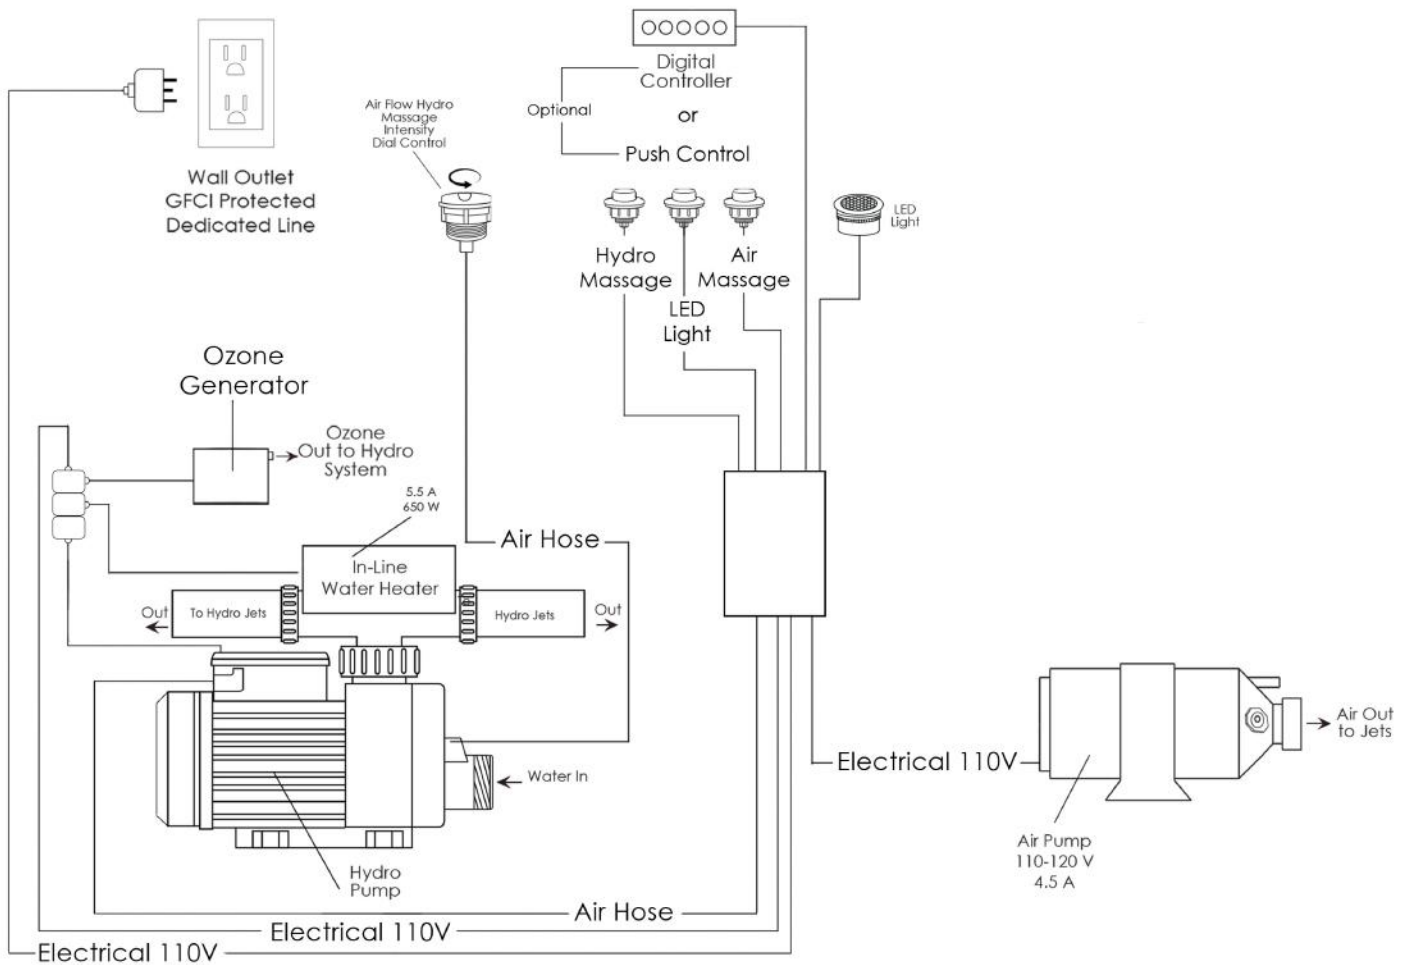 Digital
Controller
Optional
or
Push Control
Air Flow Hydro
Massage
Intensity
Dial Control
Wall Outlet
GFCI Protected
Dedicated Line
LED
Light
Hydro
Massage
Air
Massage
LED
Light
Ozone
Generator
Ozone
Out to Hydro
System
5.5 A
650 W
Air Hose
In-Line
Water Heater
Out
To Hydro Jets
Hydro Jets
Out
Water In
Hydro
Pump
Electrical 110V
Air Out
to Jets
Air Pump
110-120 V
4.5 A
Air Hose
Electrical 110V
Electrical 110V